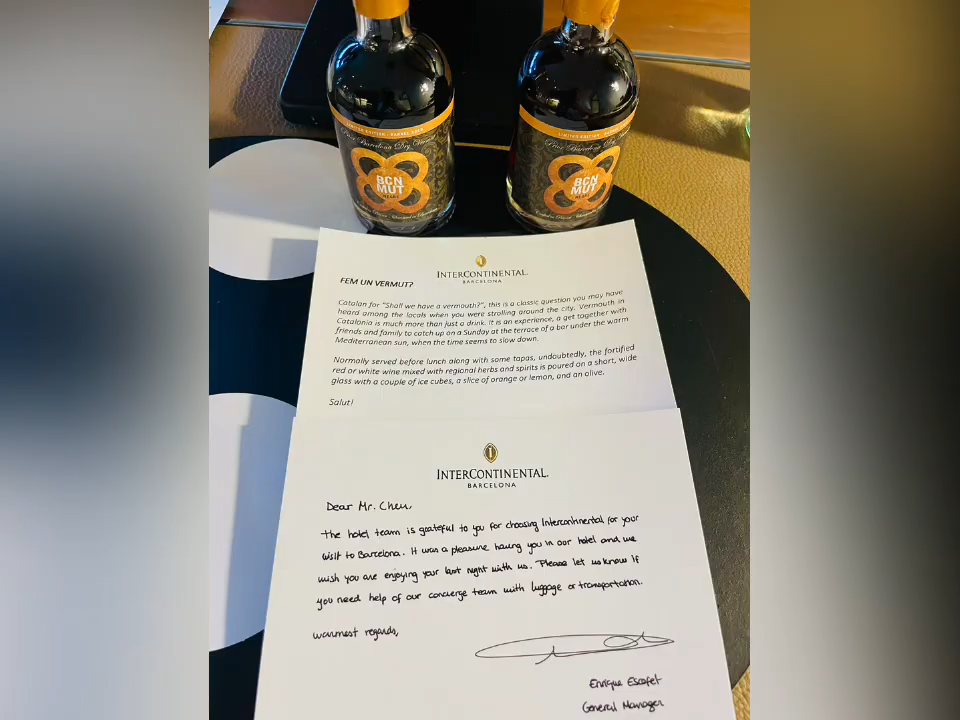 LIMITED EDITION · BARREL AGED
BCN
MUT
LIMITED EDITION · BARREL
Barcelona Dry
BCN
MUT
INTERCONTINENTAL
BARCELONA
FEM UN VERMUT?
Catalan for "Shall we have a vermouth?", this is a classic question you may have
heard among the locals when you were strolling around the city. Vermouth in
Catalonia is much more than just a drink. It is an experience, a get together with
friends and family to catch up on a Sunday at the terrace of a bar under the warm
Mediterranean sun, when the time seems to slow down.
Normally served before lunch along with some tapas, undoubtedly, the fortified
red or white wine mixed with regional herbs and spirits is poured on a short, wide
glass with a couple of ice cubes, a slice of orange or lemon, and an olive.
Salut!
INTERCONTINENTAL.
BARCELONA
Dear Mr. Chen,
The hotel team is grateful to you for choosing Intercontinental for your
visit to Barcelona. It was a pleasure having you in our hotel and we
wish you are enjoying your last night with us. Please let us know if
you need help of our concierge team with luggage or transportation.
warmest regards,
Enrique Escofet
General Manager